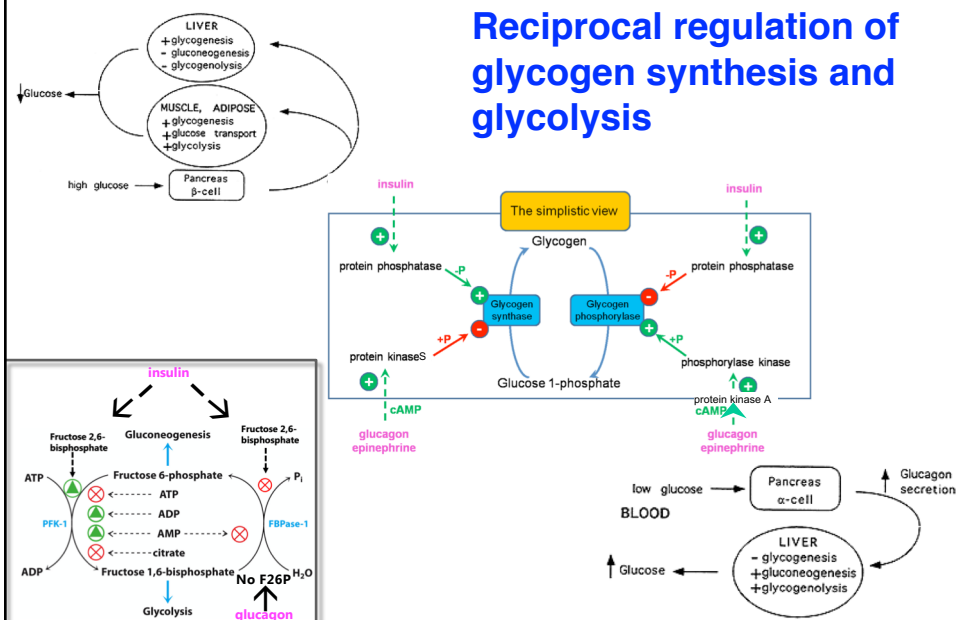 Reciprocal regulation of
glycogen synthesis and
glycolysis
LIVER
+glycogenesis
- gluconeogenesis
- glycogenolysis
Glucose
MUSCLE, ADIPOSE
+glycogenesis
+glucose transport
+glycolysis
high glucose
Pancreas
β-cell
insulin
insulin
The simplistic view
+
+
Glycogen
protein phosphatase
protein phosphatase
-P
-P
+
-
Glycogen
synthase
Glycogen
phosphorylase
-
+
+P
+P
protein kinaseS
phosphorylase kinase
+
+
Glucose 1-phosphate
protein kinase A
cAMP
cAMP
glucagon
epinephrine
glucagon
epinephrine
insulin
Fructose 2,6-
bisphosphate
Gluconeogenesis
Fructose 2,6-
bisphosphate
ATP
Fructose 6-phosphate
Pi
ATP
ADP
PFK-1
AMP
FBPase-1
citrate
ADP
Fructose 1,6-bisphosphate
H2O
No F26P
Glycolysis
glucagon
low glucose
BLOOD
Pancreas
α-cell
Glucagon
secretion
LIVER
- glycogenesis
+gluconeogenesis
+glycogenolysis
Glucose